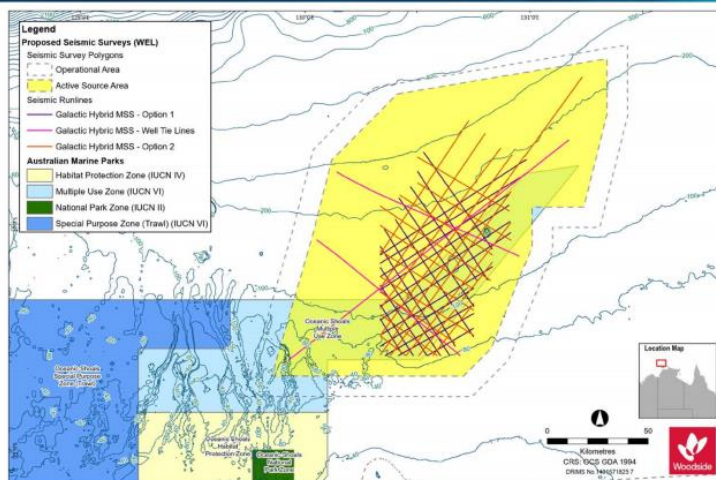 Legend
Proposed Seismic Surveys (WEL)
Seismic Survey Polygons
Operational Area
Active Source Area
Seismic Runlines
Galactic Hybrid MSS - Option 1
Galactic Hybric MSS - Well Tie Lines
Galactic Hybrid MSS - Option 2
Australian Marine Parks
Habitat Protection Zone (IUCN IV)
Multiple Use Zone (IUCN VI)
National Park Zone (IUCN II)
Special Purpose Zone (Trawl) (IUCN VI)
Oceanic Shoals
Multiple
Use Zone
Oceanic Shoals
Special Purpose
Zone (Trawl)
Oceanic Shoals
Habitat
Protection Zone
Oceanic Shoals
National
Park Zone
Location Map
0
50
Kilometres
CRS: GCS GDA 1994
Woodside